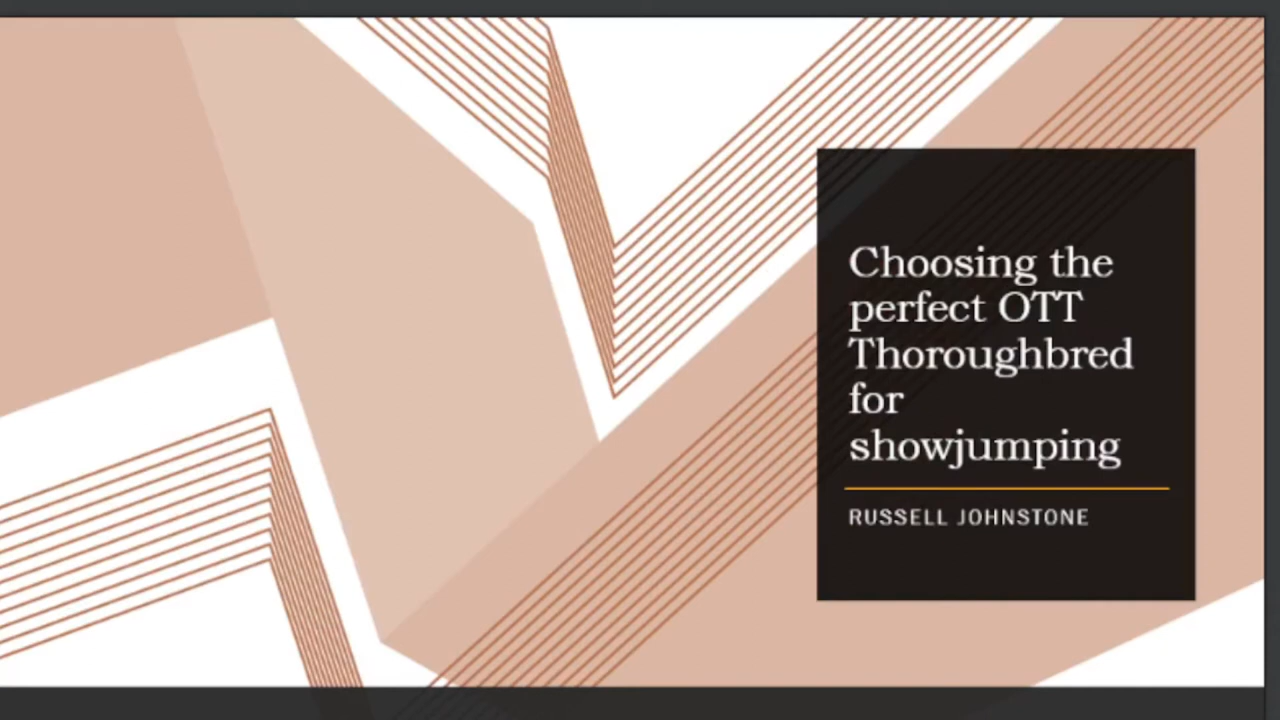 Choosing the
perfect OTT
Thoroughbred
for
showjumping
RUSSELL JOHNSTONE